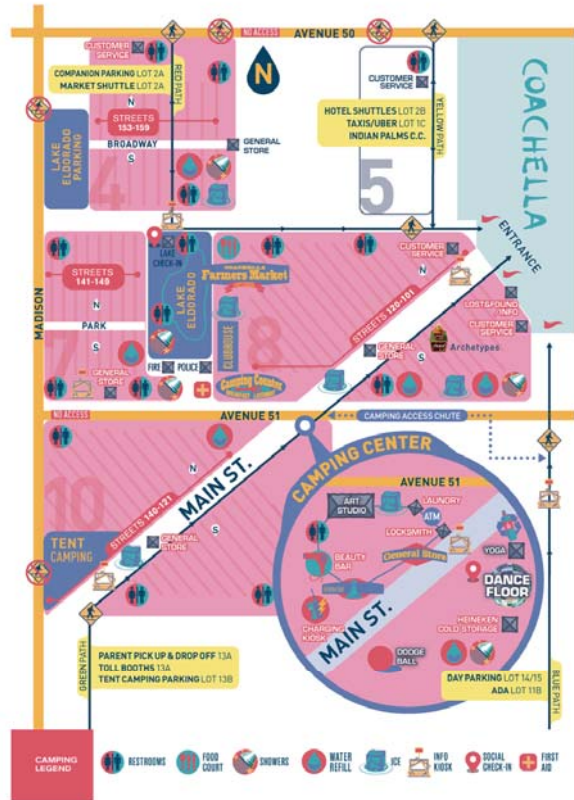 NO ACCESS
AVENUE 50
CUSTOMER
SERVICE
COMPANION PARKING LOT 2A
MARKET SHUTTLE LOT 2A
RED PATH
N
CUSTOMER
SERVICE
COACHELLA
STREETS
153-159
HOTEL SHUTTLES LOT 2B
TAXIS/UBER LOT 1C
INDIAN PALMS C.C.
YELLOW PATH
BROADWAY
GENERAL
STORE
LAKE
ELDORADO
PARKING
N
S
4
5
ENTRANCE
LAKE
CHECK-IN
CUSTOMER
SERVICE
COACHELLA
Farmers Market
STREETS
141-149
LAKE
ELDORADO
N
MADISON
PARK
S
7
8
CLUBHOUSE
STREETS 120-101
N
LOST&FOUND
INFO
CUSTOMER
SERVICE
GENERAL
STORE
Archetypes
S
GENERAL
STORE
FIRE
POLICE
Camping Counter
NO ACCESS
AVENUE 51
CAMPING ACCESS CHUTE
10
N
MAIN ST.
STREETS 140-121
S
TENT
CAMPING
GENERAL
STORE
CAMPING CENTER
AVENUE 51
ART
STUDIO
LAUNDRY
ATM
LOCKSMITH
BEAUTY
BAR
General Store
YOGA
DANCE
FLOOR
CHARGING
KIOSK
MAIN ST.
HEINEKEN
COLD STORAGE
DODGE
BALL
GREEN PATH
PARENT PICK UP & DROP OFF 13A
TOLL BOOTHS 13A
TENT CAMPING PARKING LOT 13B
DAY PARKING LOT 14/15
ADA LOT 11B
BLUE PATH
CAMPING
LEGEND
RESTROOMS
FOOD
COURT
SHOWERS
WATER
REFILL
ICE
INFO
KIOSK
SOCIAL
CHECK-IN
FIRST
AID